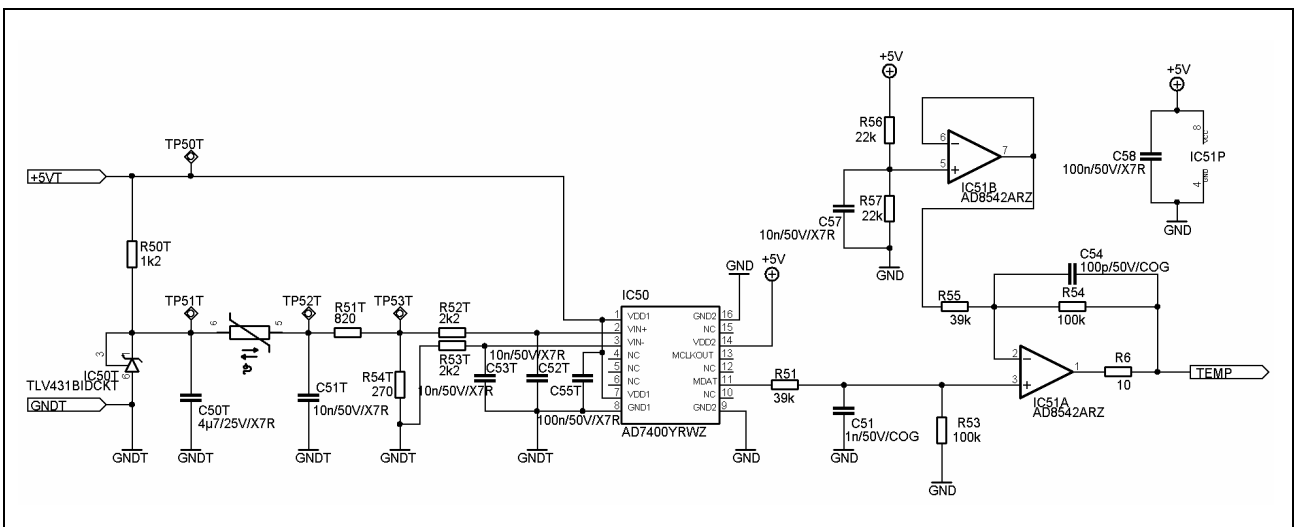 +5VT
TP50T
R50T
1k2
TP51T
6
5
TP52T
R51T
820
TP53T
R52T
2k2
R53T
2k2
3
1
6
IC50T
TLV431BIDCKT
GNDT
C50T
4µ7/25V/X7R
C51T
10n/50V/X7R
R54T
270
10n/50V/X7R
C53T
10n/50V/X7R
C52T
C55T
100n/50V/X7R
GNDT
GNDT
GNDT
GNDT
GNDT
IC50
1 VDD1
2 VIN+
3 VIN-
4 NC
5 NC
6 NC
7 VDD1
8 GND1
GND2 16
NC 15
VDD2 14
MCLKOUT 13
NC 12
MDAT 11
NC 10
GND2 9
AD7400YRWZ
GND
+5V
GND
R51
39k
C51
1n/50V/COG
GND
R53
100k
GND
+5V
R56
22k
R57
22k
C57
10n/50V/X7R
GND
6
5
7
IC51B
AD8542ARZ
+5V
C58
100n/50V/X7R
8
VCC
IC51P
4
GND
GND
C54
100p/50V/COG
R55
39k
R54
100k
2
3
1
IC51A
AD8542ARZ
R6
10
TEMP